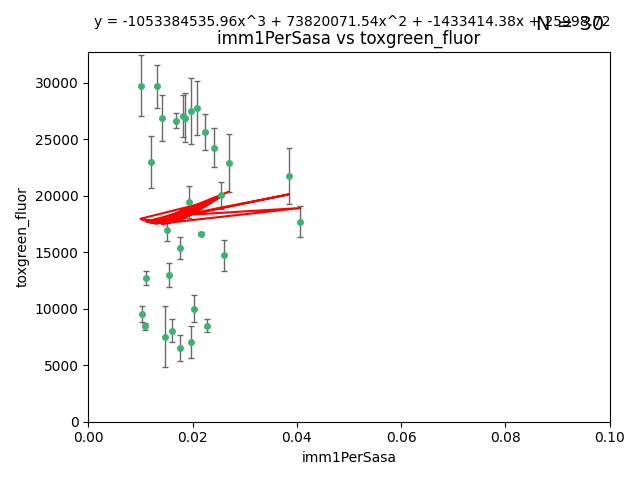 y = -1053384535.96x^3 + 73820071.54x^2 + -1433414.38x + 25998.72
N = 30
imm1PerSasa vs toxgreen_fluor
toxgreen_fluor
30000
25000
20000
15000
10000
5000
0
0.00 0.02 0.04 0.06 0.08 0.10
imm1PerSasa